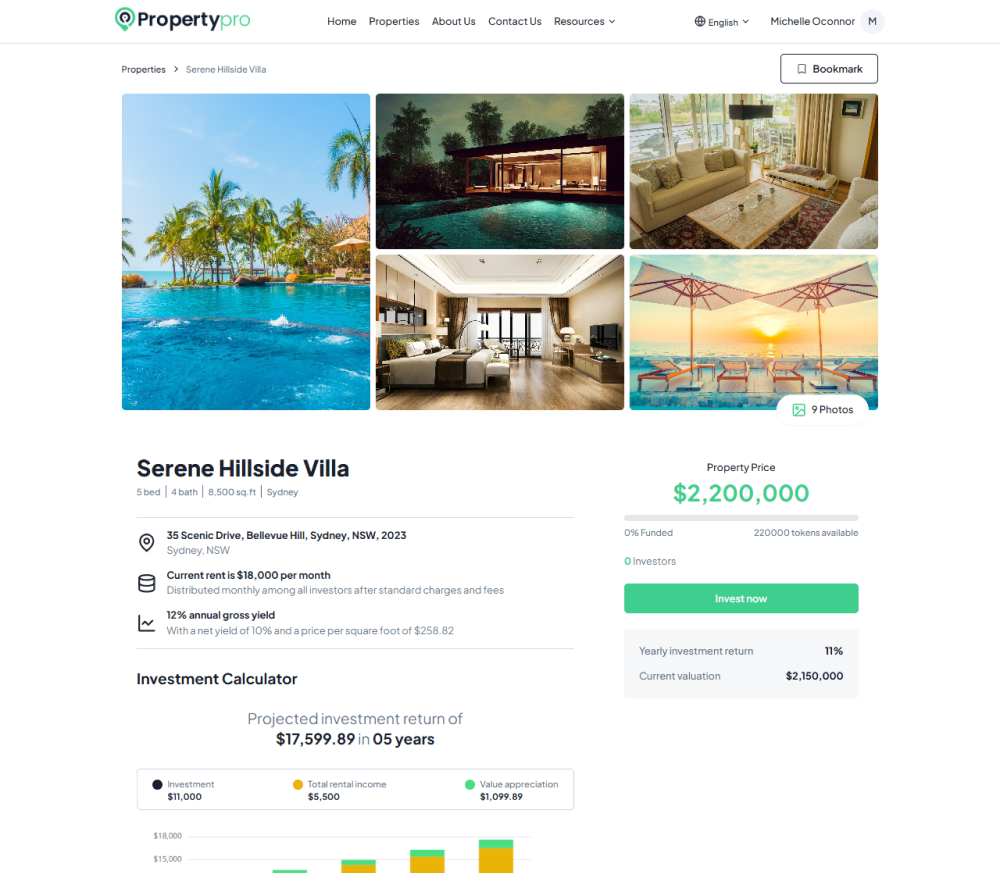 Propertypro
Home Properties About Us Contact Us Resources
English
Michelle Oconnor M
Properties > Serene Hillside Villa
Bookmark
9 Photos
Serene Hillside Villa
5 bed | 4 bath | 8,500 sq.ft | Sydney
35 Scenic Drive, Bellevue Hill, Sydney, NSW, 2023
Sydney, NSW
Current rent is $18,000 per month
Distributed monthly among all investors after standard charges and fees
12% annual gross yield
With a net yield of 10% and a price per square foot of $258.82
Property Price
$2,200,000
0% Funded 220000 tokens available
0 Investors
Invest now
Yearly investment return 11%
Current valuation $2,150,000
Investment Calculator
Projected investment return of
$17,599.89 in 05 years
Investment
$11,000
Total rental income
$5,500
Value appreciation
$1,099.89
$18,000
$15,000